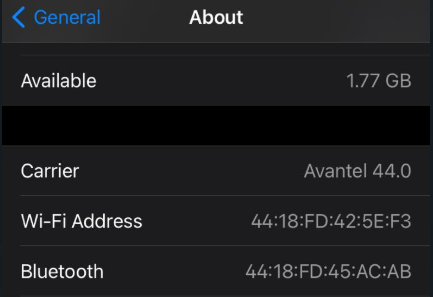 General About
Available 1.77 GB
Carrier Avantel 44.0
Wi-Fi Address 44:18:FD:42:5E:F3
Bluetooth 44:18:FD:45:AC:AB